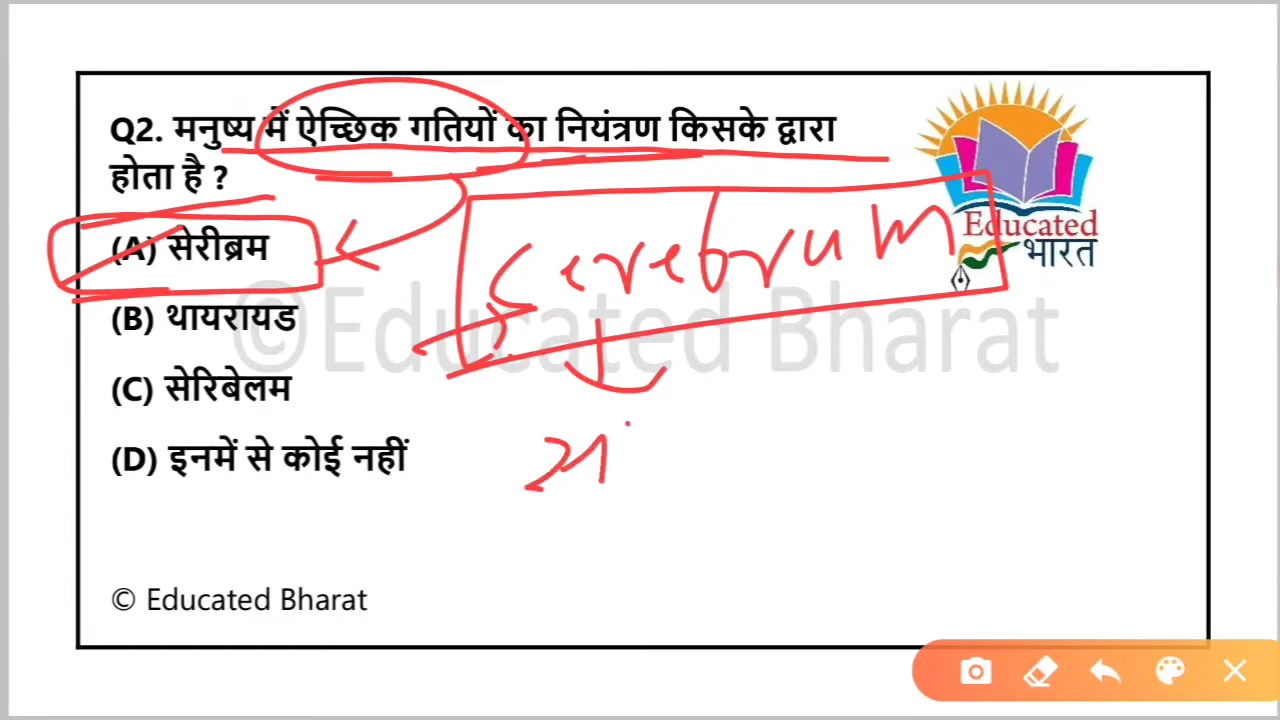 Q2. मनुष्य में ऐच्छिक गतियों का नियंत्रण किसके द्वारा
होता है ?
(A) सेरीब्रम
(B) थायरायड
(C) सेरिबेलम
(D) इनमें से कोई नहीं
Cerebrum
Educated
भारत
©Educated Bharat
© Educated Bharat